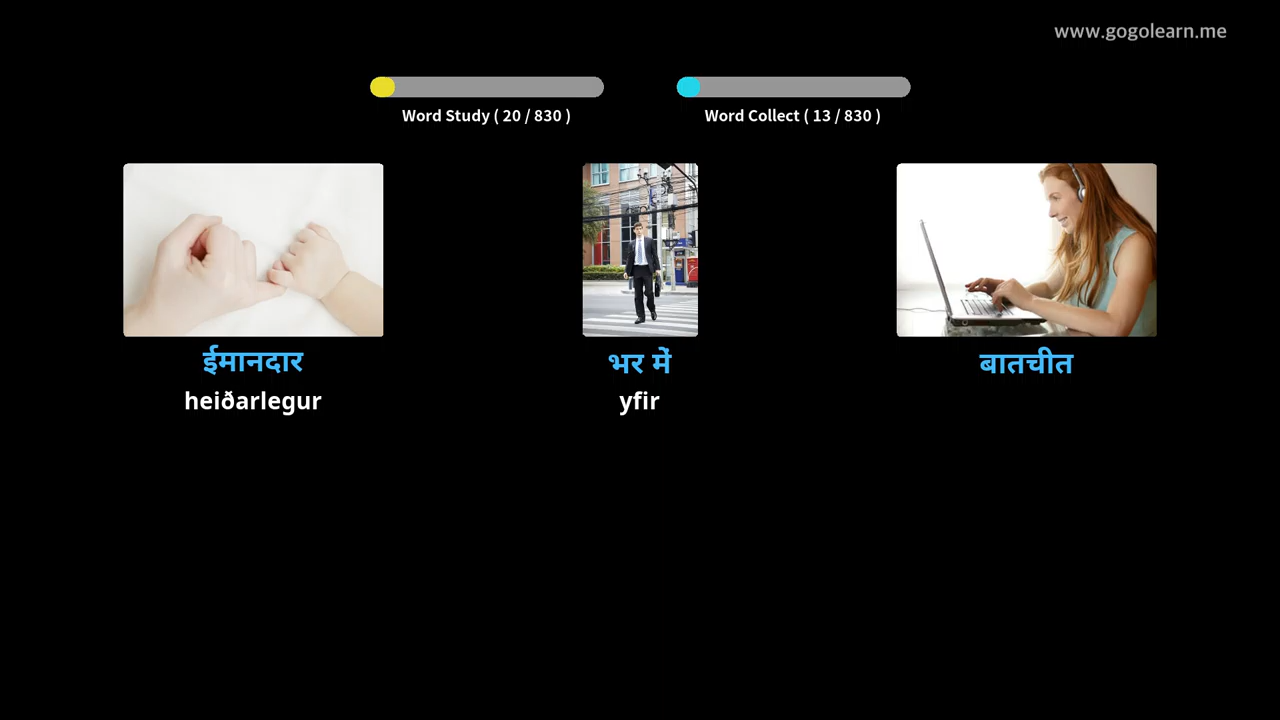 www.gogolearn.me
Word Study ( 20 / 830 )
Word Collect ( 13 / 830 )
ईमानदार
भर में
बातचीत
heiðarlegur
yfir